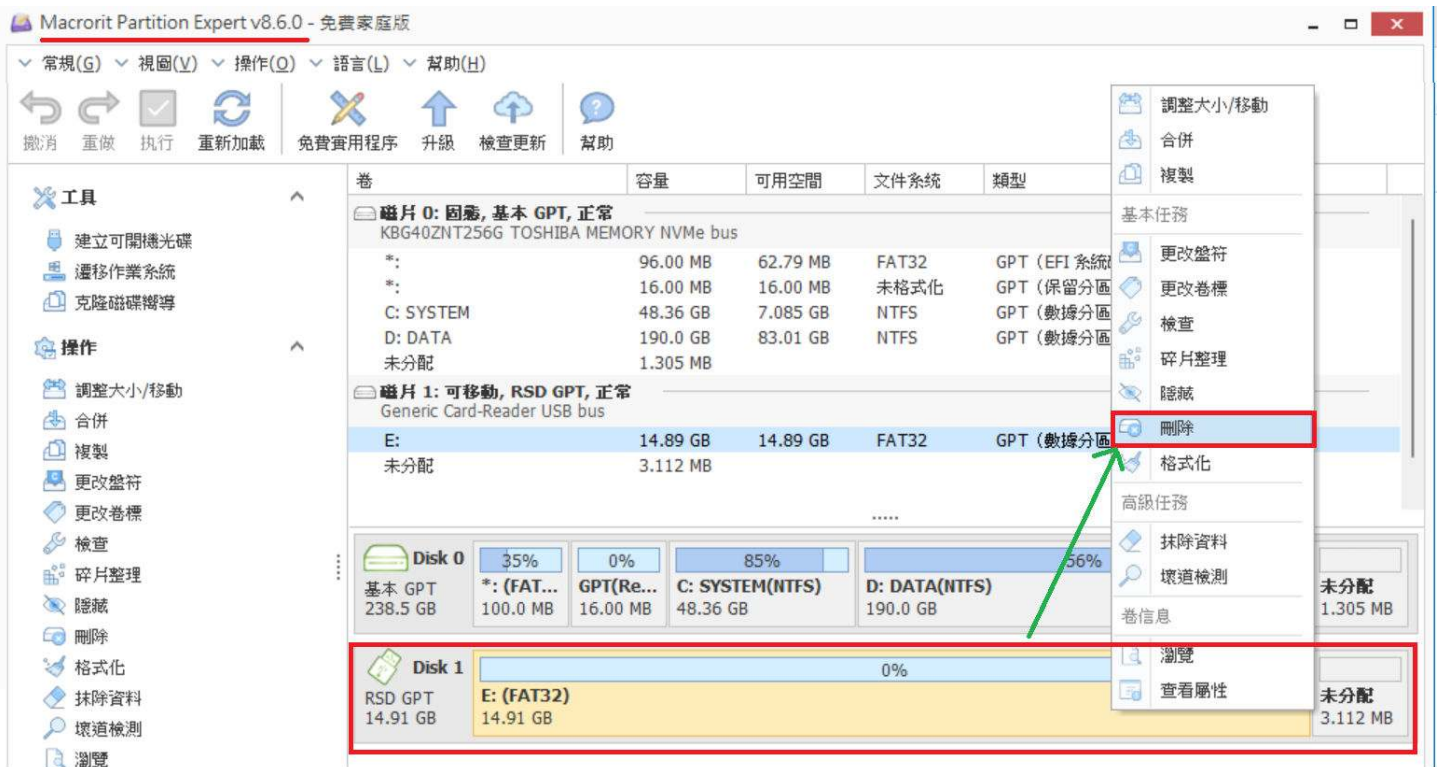 Macrorit Partition Expert v8.6.0 - 免費家庭版
常規(G) 視圖(V) 操作(O) 語言(L) 幫助(H)
撤消 重做 执行 重新加載 免費實用程序 升級 檢查更新 幫助
工具
建立可開機光碟
遷移作業系統
克隆磁碟嚮導
操作
調整大小/移動
合併
複製
更改盤符
更改卷標
檢查
碎片整理
隱藏
刪除
格式化
抹除資料
壞道檢測
瀏覽
卷 容量 可用空間 文件系統 類型
磁片 0: 固態, 基本 GPT, 正常
KBG40ZNT256G TOSHIBA MEMORY NVMe bus
*: 96.00 MB 62.79 MB FAT32 GPT (EFI 系統
*: 16.00 MB 16.00 MB 未格式化 GPT (保留分區
C: SYSTEM 48.36 GB 7.085 GB NTFS GPT (數據分區
D: DATA 190.0 GB 83.01 GB NTFS GPT (數據分區
未分配 1.305 MB
磁片 1: 可移動, RSD GPT, 正常
Generic Card-Reader USB bus
E: 14.89 GB 14.89 GB FAT32 GPT (數據分區
未分配 3.112 MB
.....
Disk 0 35% 0% 85% 56%
基本 GPT *: (FAT... GPT(Re... C: SYSTEM(NTFS) D: DATA(NTFS) 未分配
238.5 GB 100.0 MB 16.00 MB 48.36 GB 190.0 GB 1.305 MB
Disk 1 0%
RSD GPT E: (FAT32) 未分配
14.91 GB 14.91 GB 3.112 MB
調整大小/移動
合併
複製
基本任務
更改盤符
更改卷標
檢查
碎片整理
隱藏
刪除
格式化
高級任務
抹除資料
壞道檢測
卷信息
瀏覽
查看屬性